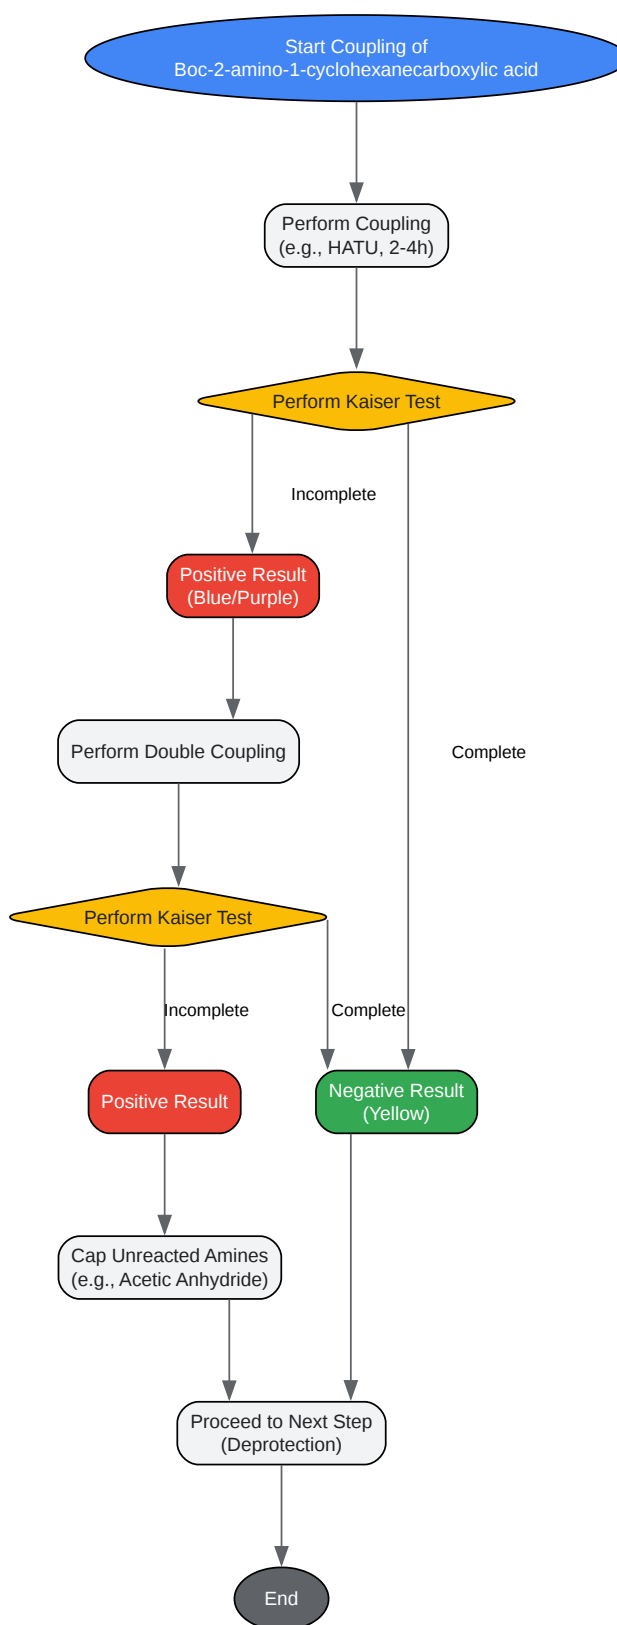 Start Coupling of
Boc-2-amino-1-cyclohexanecarboxylic acid
Perform Coupling
(e.g., HATU, 2-4h)
Perform Kaiser Test
Incomplete
Positive Result
(Blue/Purple)
Perform Double Coupling
Complete
Perform Kaiser Test
Incomplete
Complete
Positive Result
Negative Result
(Yellow)
Cap Unreacted Amines
(e.g., Acetic Anhydride)
Proceed to Next Step
(Deprotection)
End